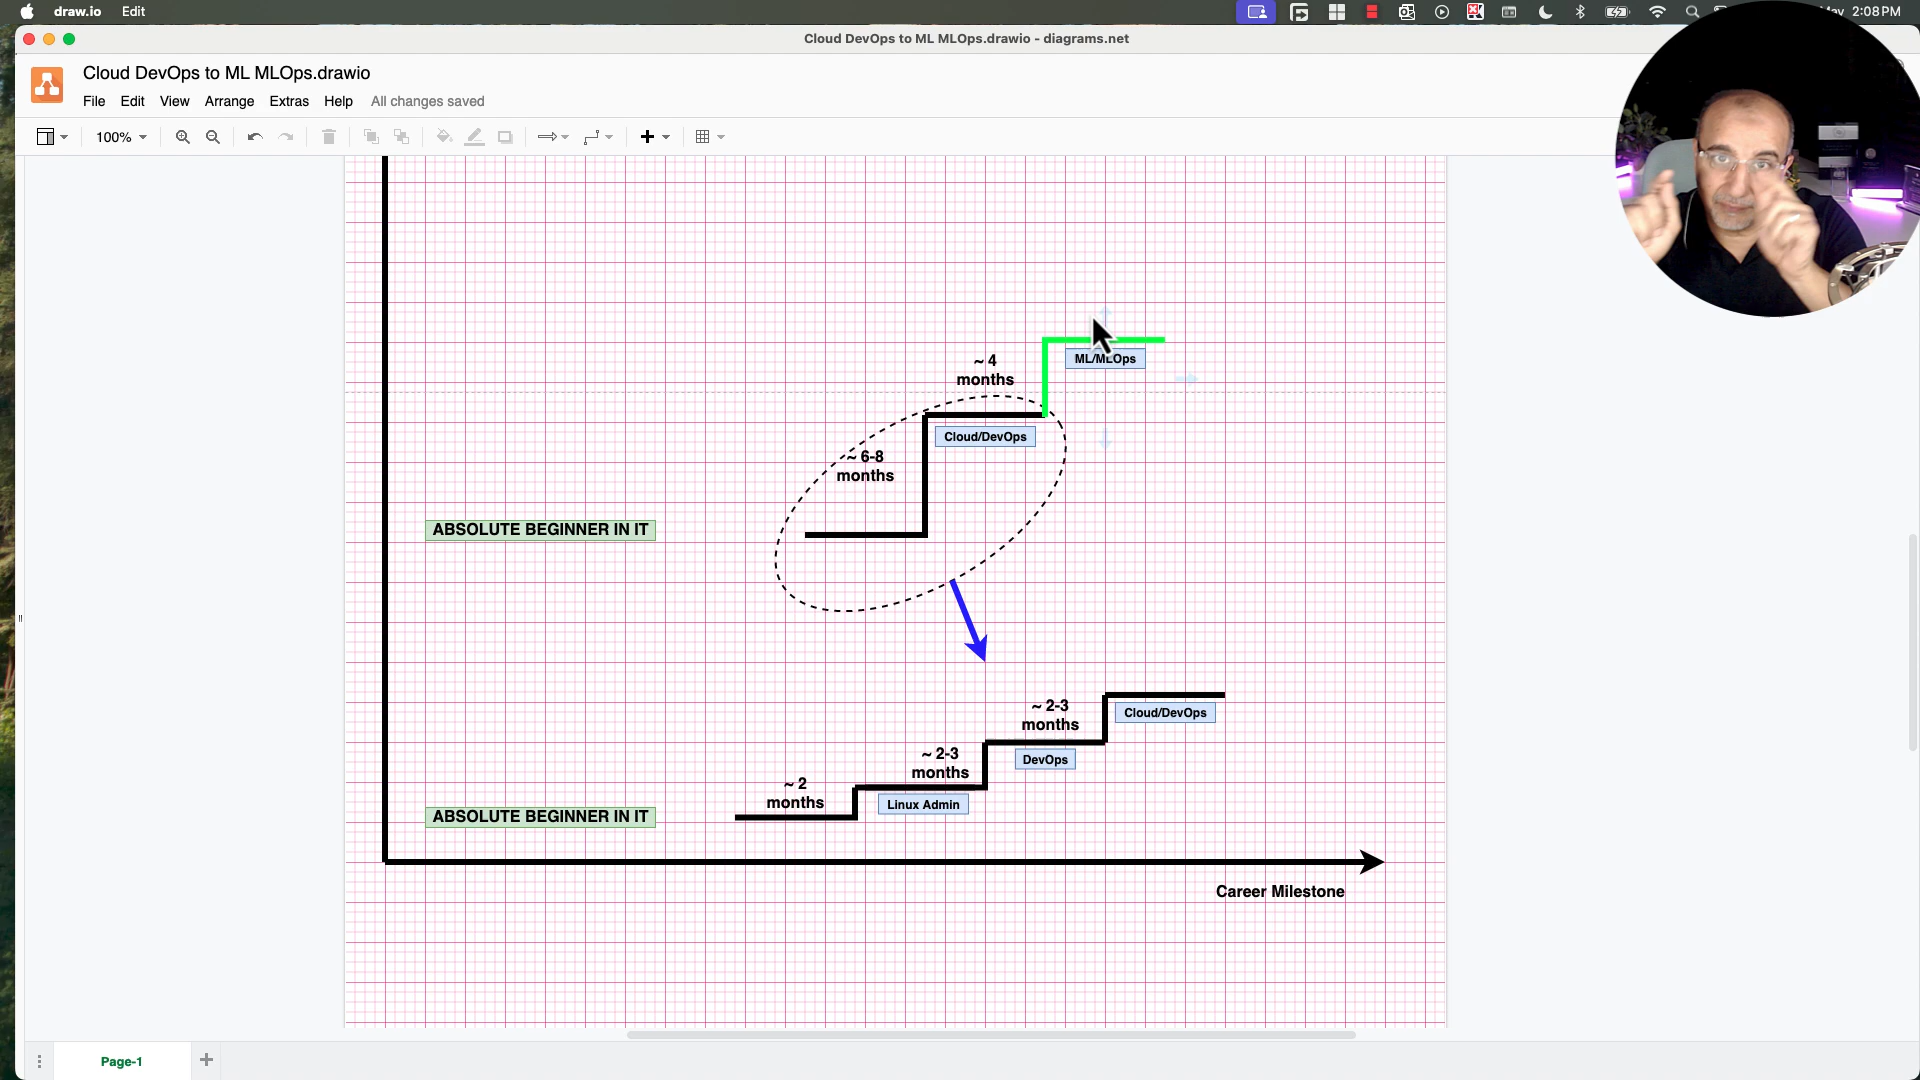 draw.io Edit
2:08 PM
Cloud DevOps to ML MLOps.drawio - diagrams.net
Cloud DevOps to ML MLOps.drawio
File Edit View Arrange Extras Help All changes saved
100%
~ 4
months
ML/MLOps
Cloud/DevOps
~ 6-8
months
ABSOLUTE BEGINNER IN IT
~ 2-3
months
Cloud/DevOps
~ 2-3
months
DevOps
~ 2
months
Linux Admin
ABSOLUTE BEGINNER IN IT
Career Milestone
Page-1